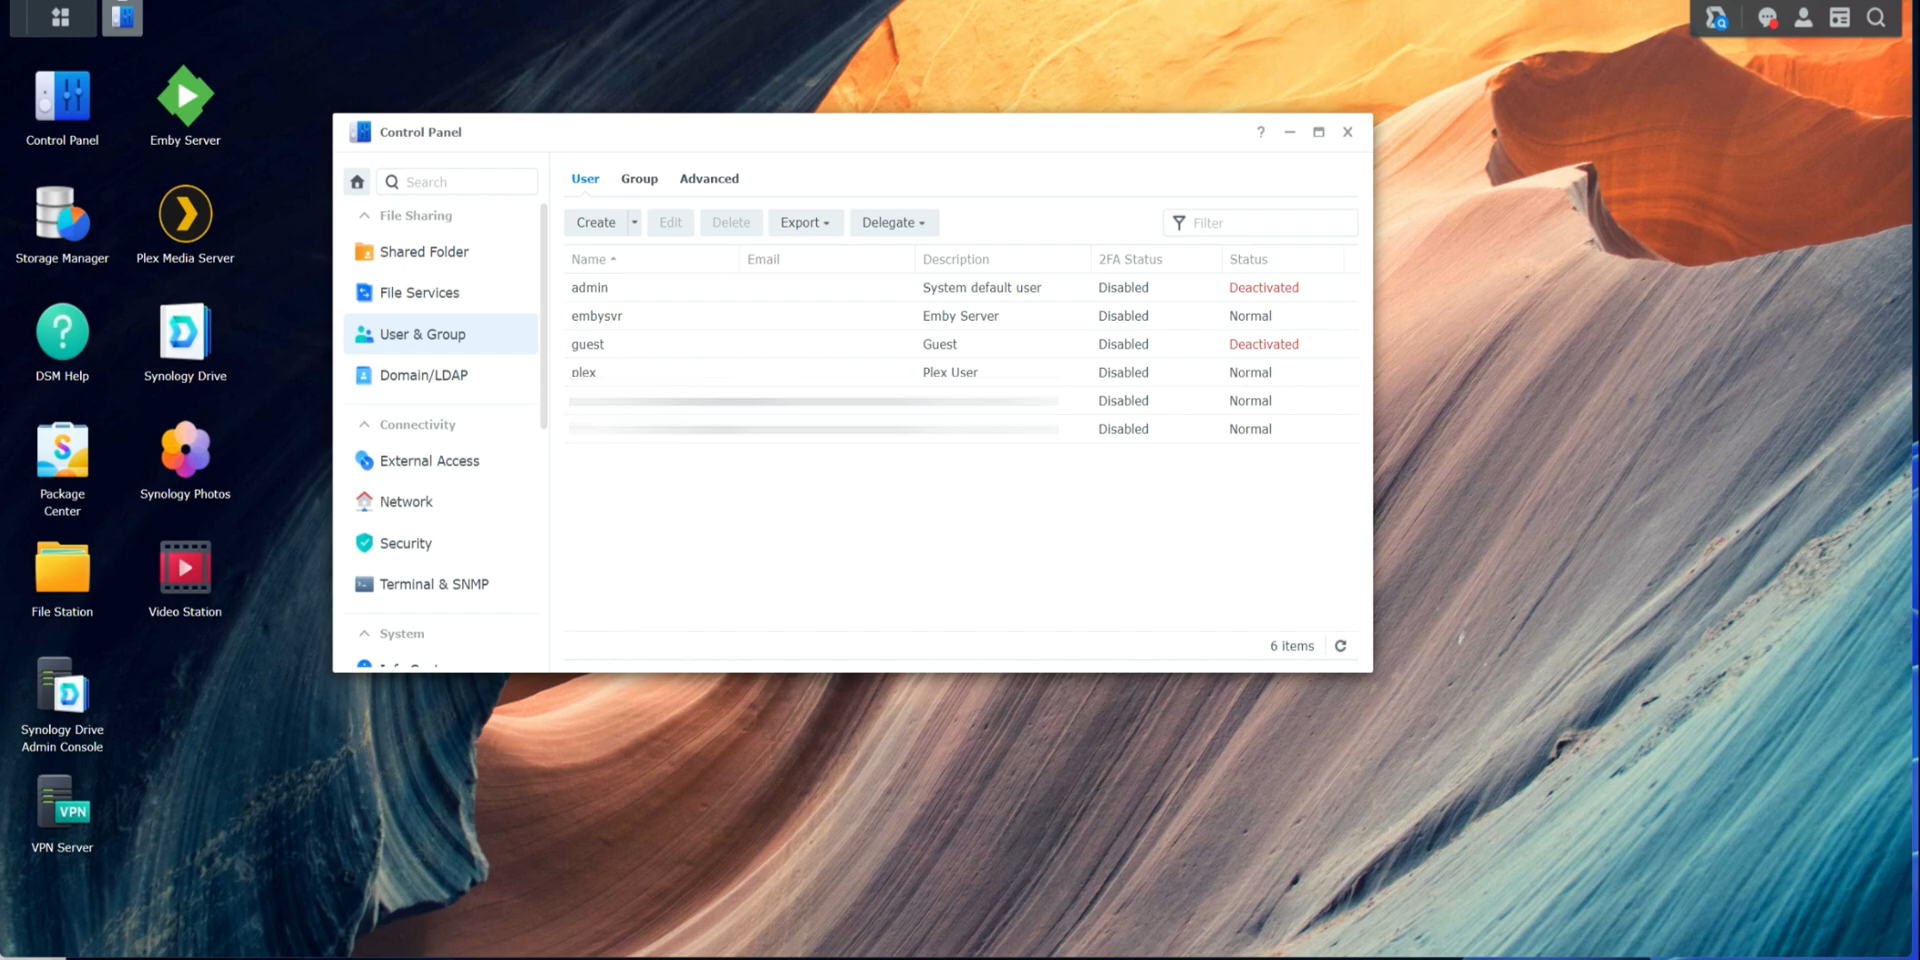 Control Panel
Emby Server
Storage Manager
Plex Media Server
DSM Help
Synology Drive
Package
Center
Synology Photos
File Station
Video Station
Synology Drive
Admin Console
VPN
VPN Server
Control Panel
Search
File Sharing
Shared Folder
File Services
User & Group
Domain/LDAP
Connectivity
External Access
Network
Security
Terminal & SNMP
System
User Group Advanced
Create Edit Delete Export Delegate Filter
Name Email Description 2FA Status Status
admin System default user Disabled Deactivated
embysvr Emby Server Disabled Normal
guest Guest Disabled Deactivated
plex Plex User Disabled Normal
Disabled Normal
Disabled Normal
6 items